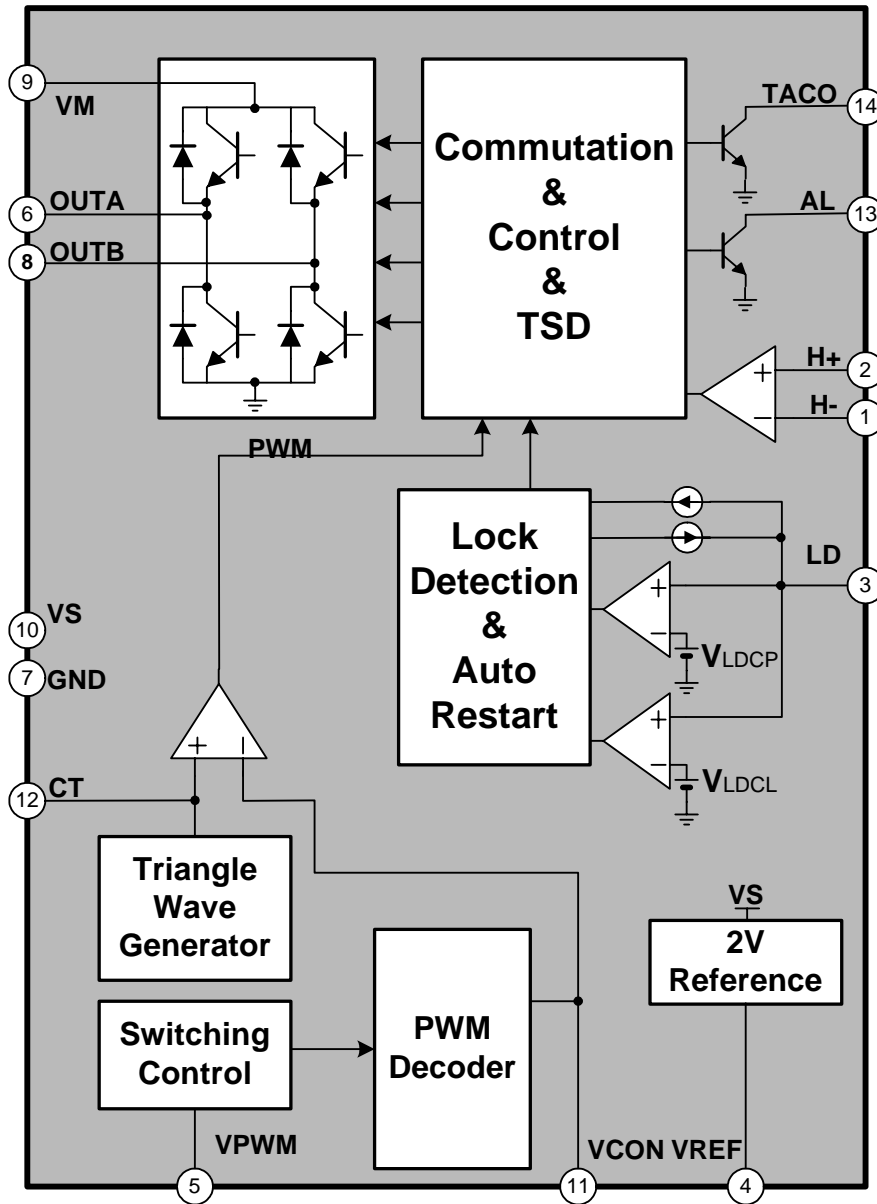 9
VM
TACO
14
Commutation
&
Control
&
TSD
6
OUTA
AL
13
8
OUTB
H+
2
H-
1
PWM
Lock
Detection
&
Auto
Restart
LD
3
VLDCP
VLDCL
VS
10
7
GND
+
−
+
−
+
−
+
−
CT
12
Triangle
Wave
Generator
VS
2V
Reference
Switching
Control
PWM
Decoder
VPWM
VCON
VREF
5
11
4